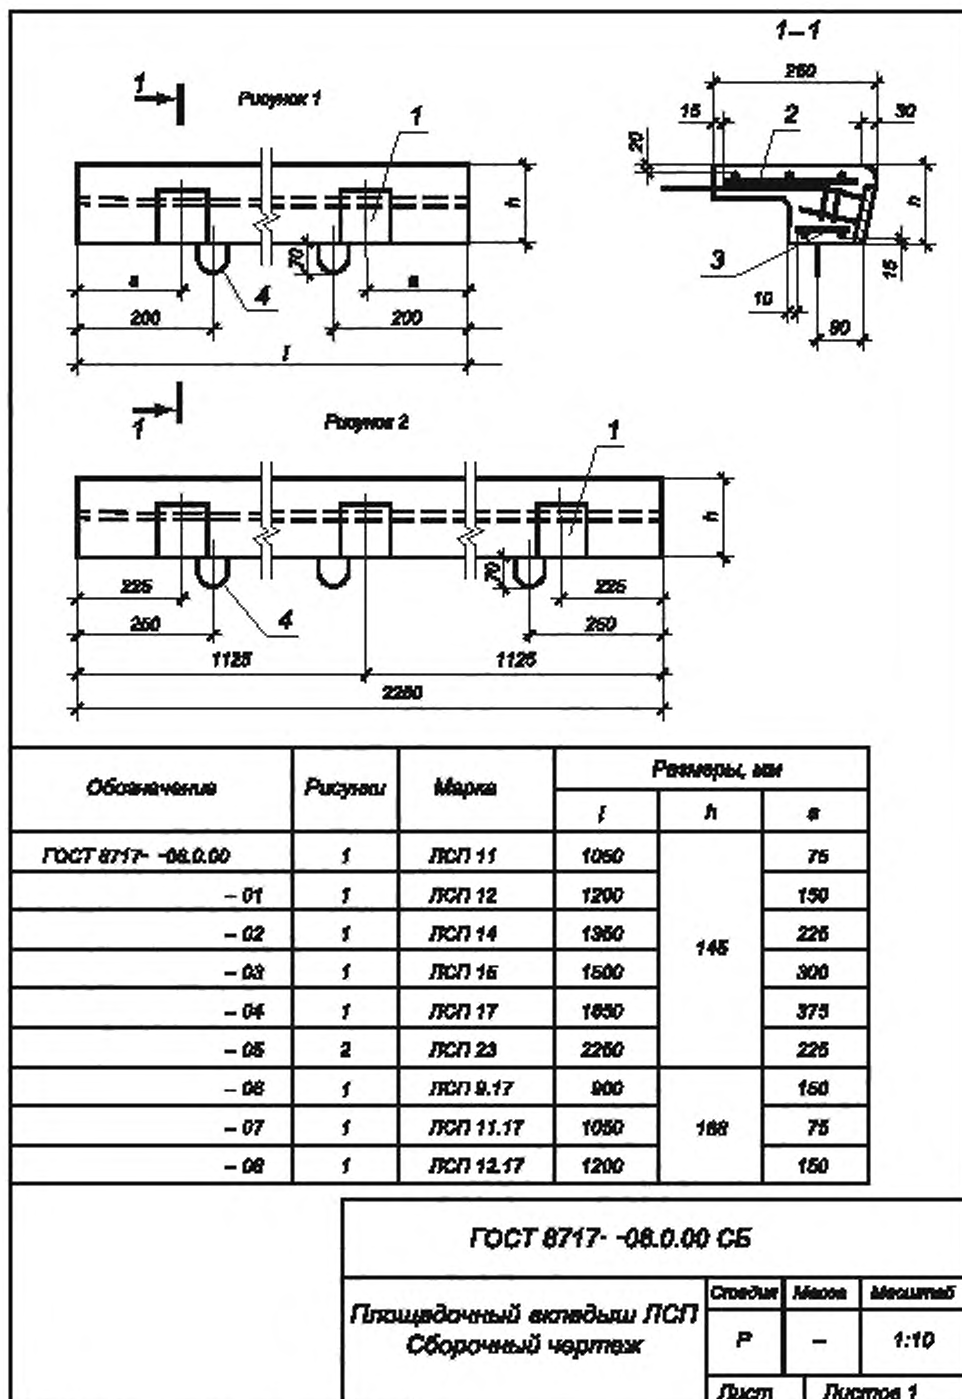 1–1
260
15
2
30
20
h
3
15
10
90
1
Рисунок 1
1
h
70
а
4
а
200
200
l
1
Рисунок 2
1
h
70
225
4
225
250
250
1125
1125
2250
Обозначение Рисунки Марка Размеры, мм
l h а
ГОСТ 8717- -08.0.00 1 ЛСП 11 1050 75
– 01 1 ЛСП 12 1200 150
– 02 1 ЛСП 14 1350 145 225
– 03 1 ЛСП 15 1500 300
– 04 1 ЛСП 17 1650 375
– 05 2 ЛСП 23 2250 225
– 06 1 ЛСП 9.17 900 150
– 07 1 ЛСП 11.17 1050 168 75
– 08 1 ЛСП 12.17 1200 150
ГОСТ 8717- -08.0.00 СБ
Площадочный вкладыш ЛСП
Сборочный чертеж
Стадия Масса Масштаб
Р – 1:10
Лист Листов 1